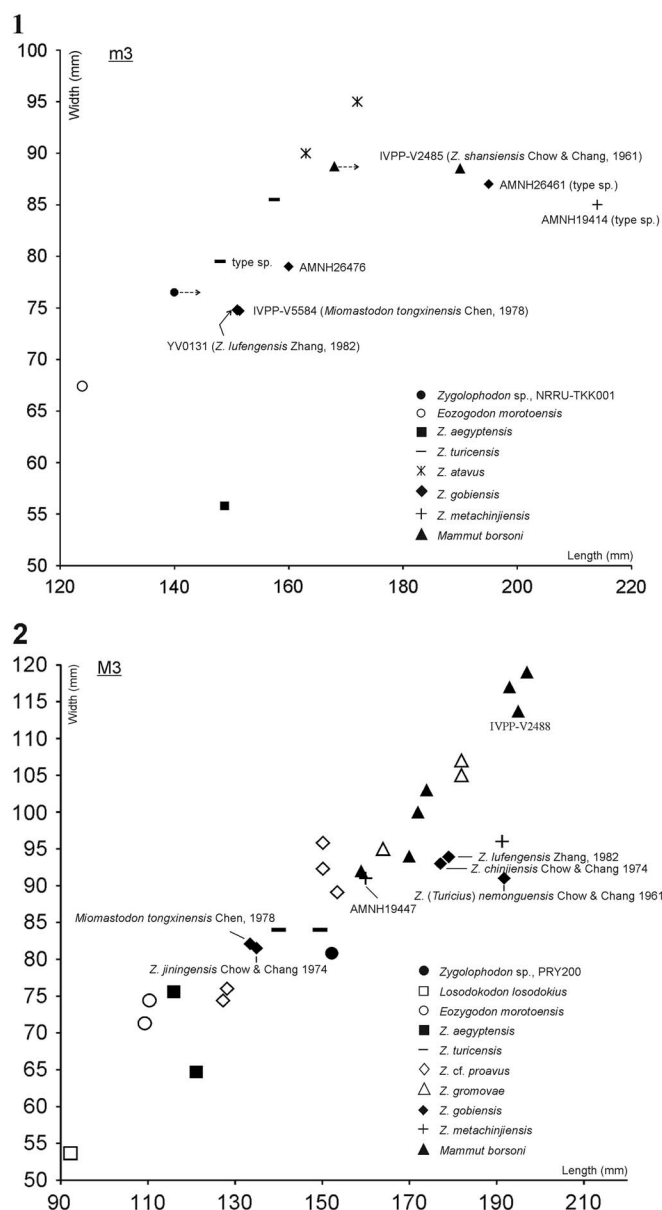 1
m3
Width (mm)
100
95
90
85
80
75
70
65
60
55
50
IVPP-V2485 (Z. shansiensis Chow & Chang, 1961)
AMNH26461 (type sp.)
AMNH19414 (type sp.)
type sp.
AMNH26476
IVPP-V5584 (Miomastodon tongxinensis Chen, 1978)
YV0131 (Z. lufengensis Zhang, 1982)
Zygolophodon sp., NRRU-TKK001
Eozogodon morotoensis
Z. aegyptensis
Z. turicensis
Z. atavus
Z. gobiensis
Z. metachinjiensis
Mammut borsoni
Length (mm)
120 140 160 180 200 220
2
M3
Width (mm)
120
115
110
105
100
95
90
85
80
75
70
65
60
55
50
IVPP-V2488
Z. lufengensis Zhang, 1982
Z. chinjiensis Chow & Chang 1974
Z. (Turicius) nemonguensis Chow & Chang 1961
AMNH19447
Miomastodon tongxinensis Chen, 1978
Z. jiningensis Chow & Chang 1974
Zygolophodon sp., PRY200
Losodokodon losodokius
Eozygodon morotoensis
Z. aegyptensis
Z. turicensis
Z. cf. proavus
Z. gromovae
Z. gobiensis
Z. metachinjiensis
Mammut borsoni
Length (mm)
90 110 130 150 170 190 210